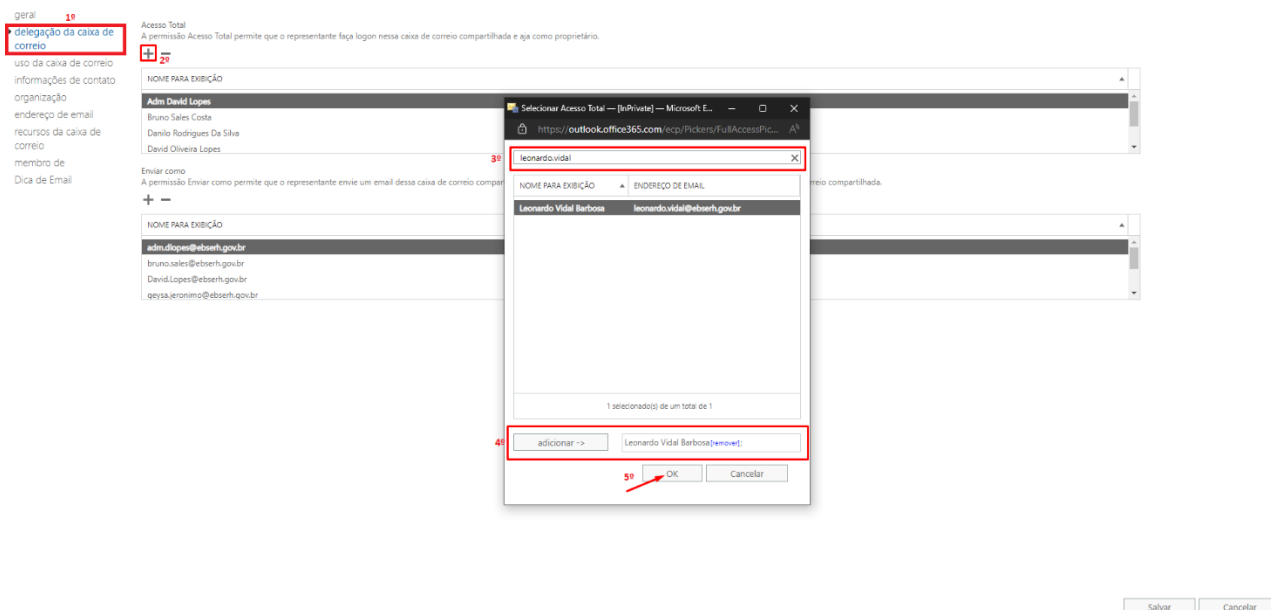 geral
1º
delegação da caixa de
correio
uso da caixa de correio
informações de contato
organização
endereço de email
recursos da caixa de
correio
membro de
Dica de Email
Acesso Total
A permissão Acesso Total permite que o representante faça logon nessa caixa de correio compartilhada e aja como proprietário.
+ −
2º
NOME PARA EXIBIÇÃO
Adm David Lopes
Bruno Sales Costa
Danilo Rodrigues Da Silva
David Oliveira Lopes
Enviar como
A permissão Enviar como permite que o representante envie um email dessa caixa de correio compar
reio compartilhada.
+ −
NOME PARA EXIBIÇÃO
adm.dlopes@ebserh.gov.br
bruno.sales@ebserh.gov.br
David.Lopes@ebserh.gov.br
geysa.jeronimo@ebserh.gov.br
Selecionar Acesso Total — [InPrivate] — Microsoft E...
https://outlook.office365.com/ecp/Pickers/FullAccessPic...
3º
leonardo.vidal
NOME PARA EXIBIÇÃO ENDEREÇO DE EMAIL
Leonardo Vidal Barbosa leonardo.vidal@ebserh.gov.br
1 selecionado(s) de um total de 1
4º
adicionar -> Leonardo Vidal Barbosa[remover];
5º
OK Cancelar
Salvar Cancelar